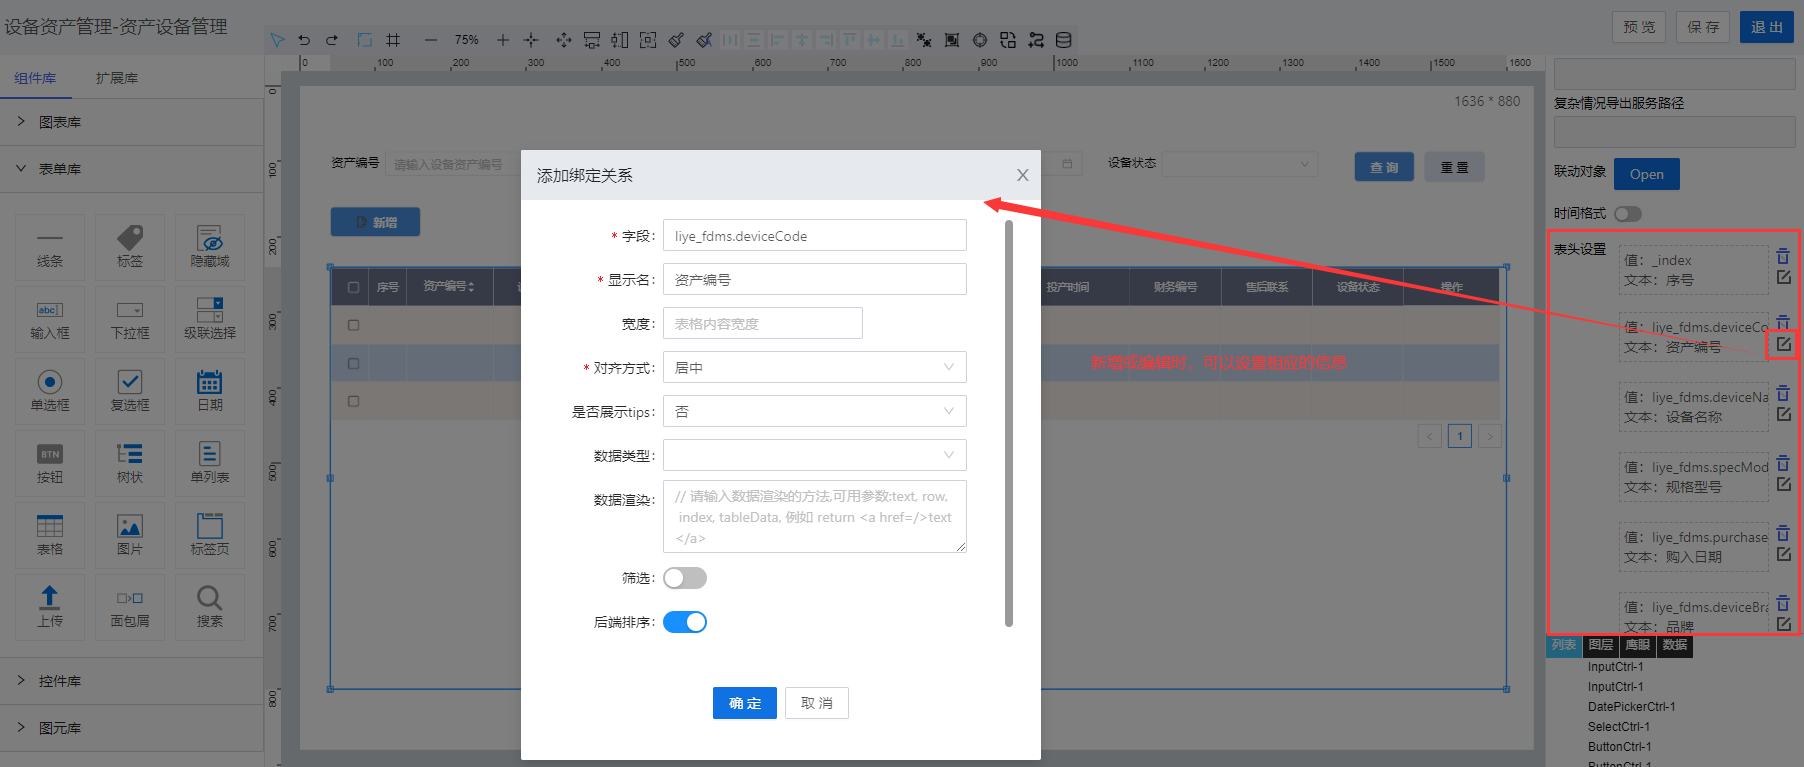 设备资产管理-资产设备管理
75%
预 览
保 存
退 出
组件库
扩展库
0
100
200
300
400
500
600
700
800
900
1000
1100
1200
1300
1400
1500
1600
0
100
200
300
400
500
600
700
800
图表库
表单库
线条
标签
隐藏域
输入框
下拉框
级联选择
单选框
复选框
日期
按钮
树状
单列表
表格
图片
标签页
上传
面包屑
搜索
控件库
图元库
1636 * 880
资产编号
请输入设备资产编号
设备状态
查 询
重 置
新增
序号
资产编号
投产时间
财务编号
售后联系
设备状态
操作
新增或编辑时，可以设置相应的信息
1
添加绑定关系
* 字段:
liye_fdms.deviceCode
* 显示名:
资产编号
宽度:
表格内容宽度
* 对齐方式:
居中
是否展示tips:
否
数据类型:
数据渲染:
// 请输入数据渲染的方法,可用参数:text, row,
index, tableData, 例如 return <a href=/>text
</a>
筛选:
后端排序:
确 定
取 消
复杂情况导出服务路径
联动对象
Open
时间格式
表头设置
值：_index
文本：序号
值：liye_fdms.deviceCo
文本：资产编号
值：liye_fdms.deviceNa
文本：设备名称
值：liye_fdms.specMod
文本：规格型号
值：liye_fdms.purchase
文本：购入日期
值：liye_fdms.deviceBra
文本：品牌
列表
图层
鹰眼
数据
InputCtrl-1
InputCtrl-1
DatePickerCtrl-1
SelectCtrl-1
ButtonCtrl-1
ButtonCtrl-1